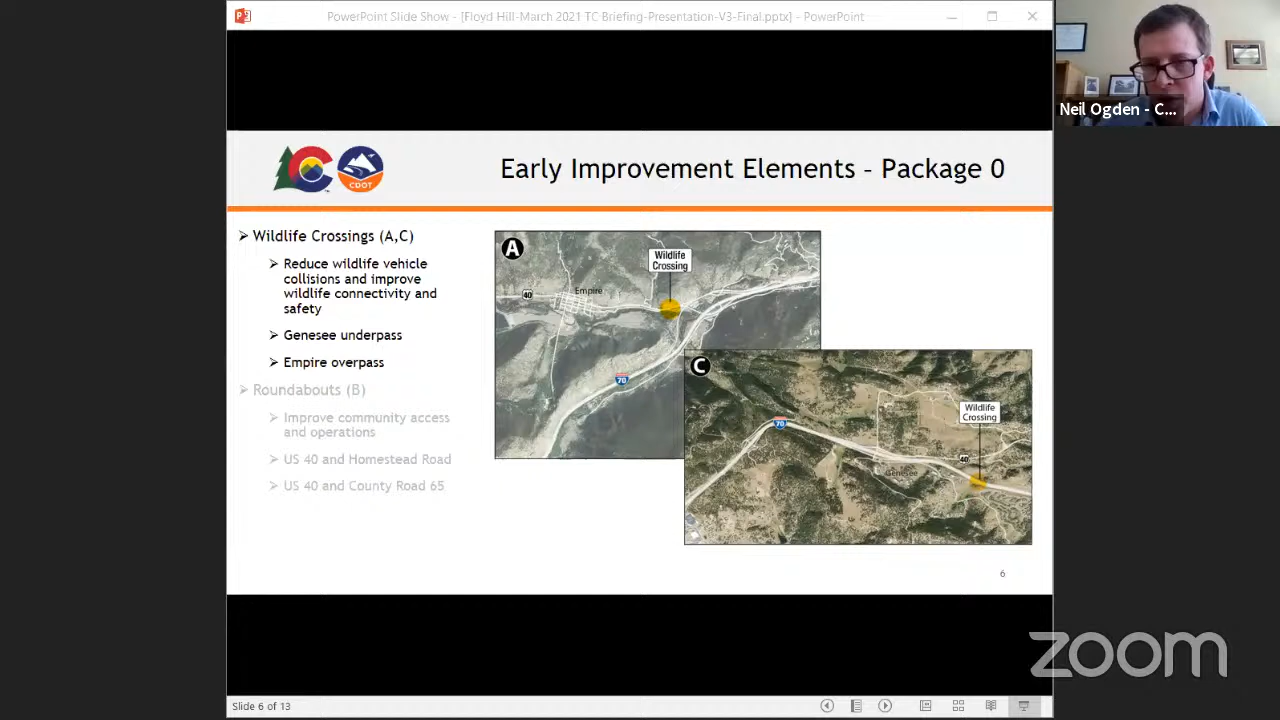 PowerPoint Slide Show - [Floyd Hill-March 2021 TC Briefing-Presentation-V3-Final.pptx] - PowerPoint
Neil Ogden - C...
CDOT
Early Improvement Elements – Package 0
Wildlife Crossings (A,C)
Reduce wildlife vehicle
collisions and improve
wildlife connectivity and
safety
Genesee underpass
Empire overpass
Roundabouts (B)
Improve community access
and operations
US 40 and Homestead Road
US 40 and County Road 65
A
Wildlife
Crossing
40
Empire
70
C
Wildlife
Crossing
70
40
Genesee
6
zoom
Slide 6 of 13